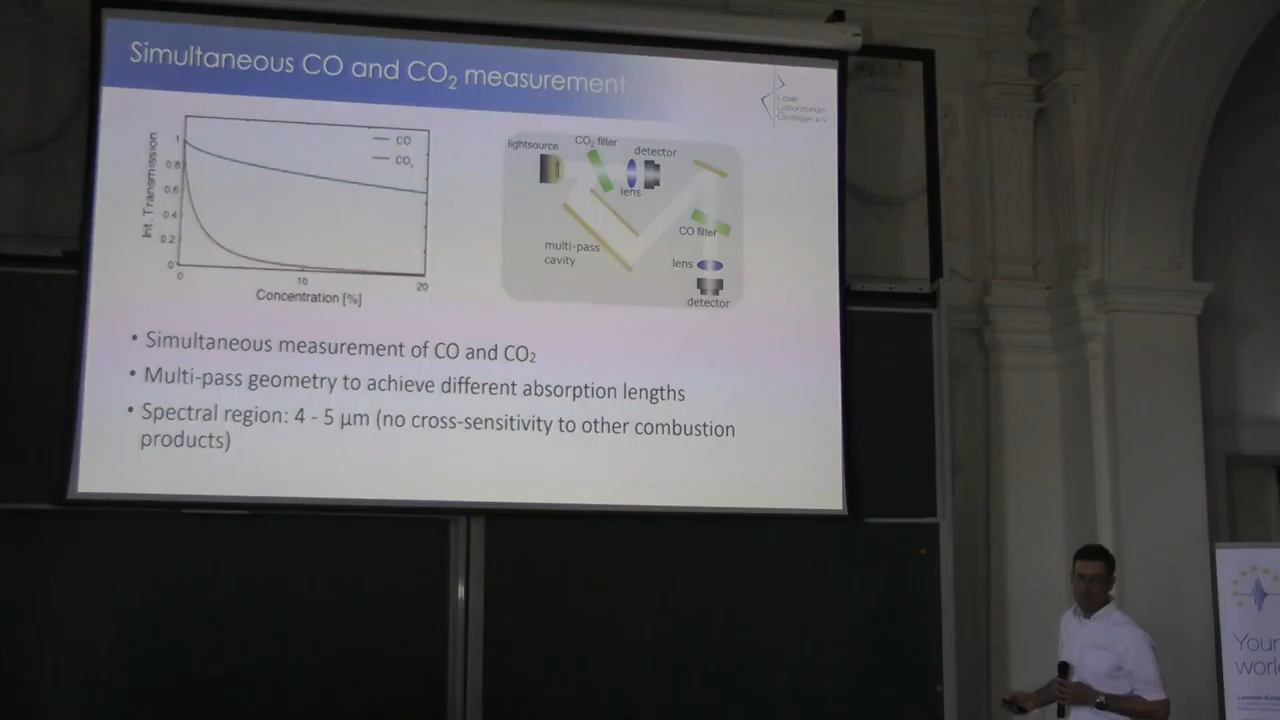 Simultaneous CO and CO₂ measurement
Laser
Laboratorium
Göttingen e.V
Int. Transmission
1
0.8
0.6
0.4
0.2
0
0
10
20
Concentration [%]
CO
CO₂
lightsource
CO₂ filter
detector
lens
multi-pass
cavity
CO filter
lens
detector
• Simultaneous measurement of CO and CO₂
• Multi-pass geometry to achieve different absorption lengths
• Spectral region: 4 - 5 µm (no cross-sensitivity to other combustion
products)
Your